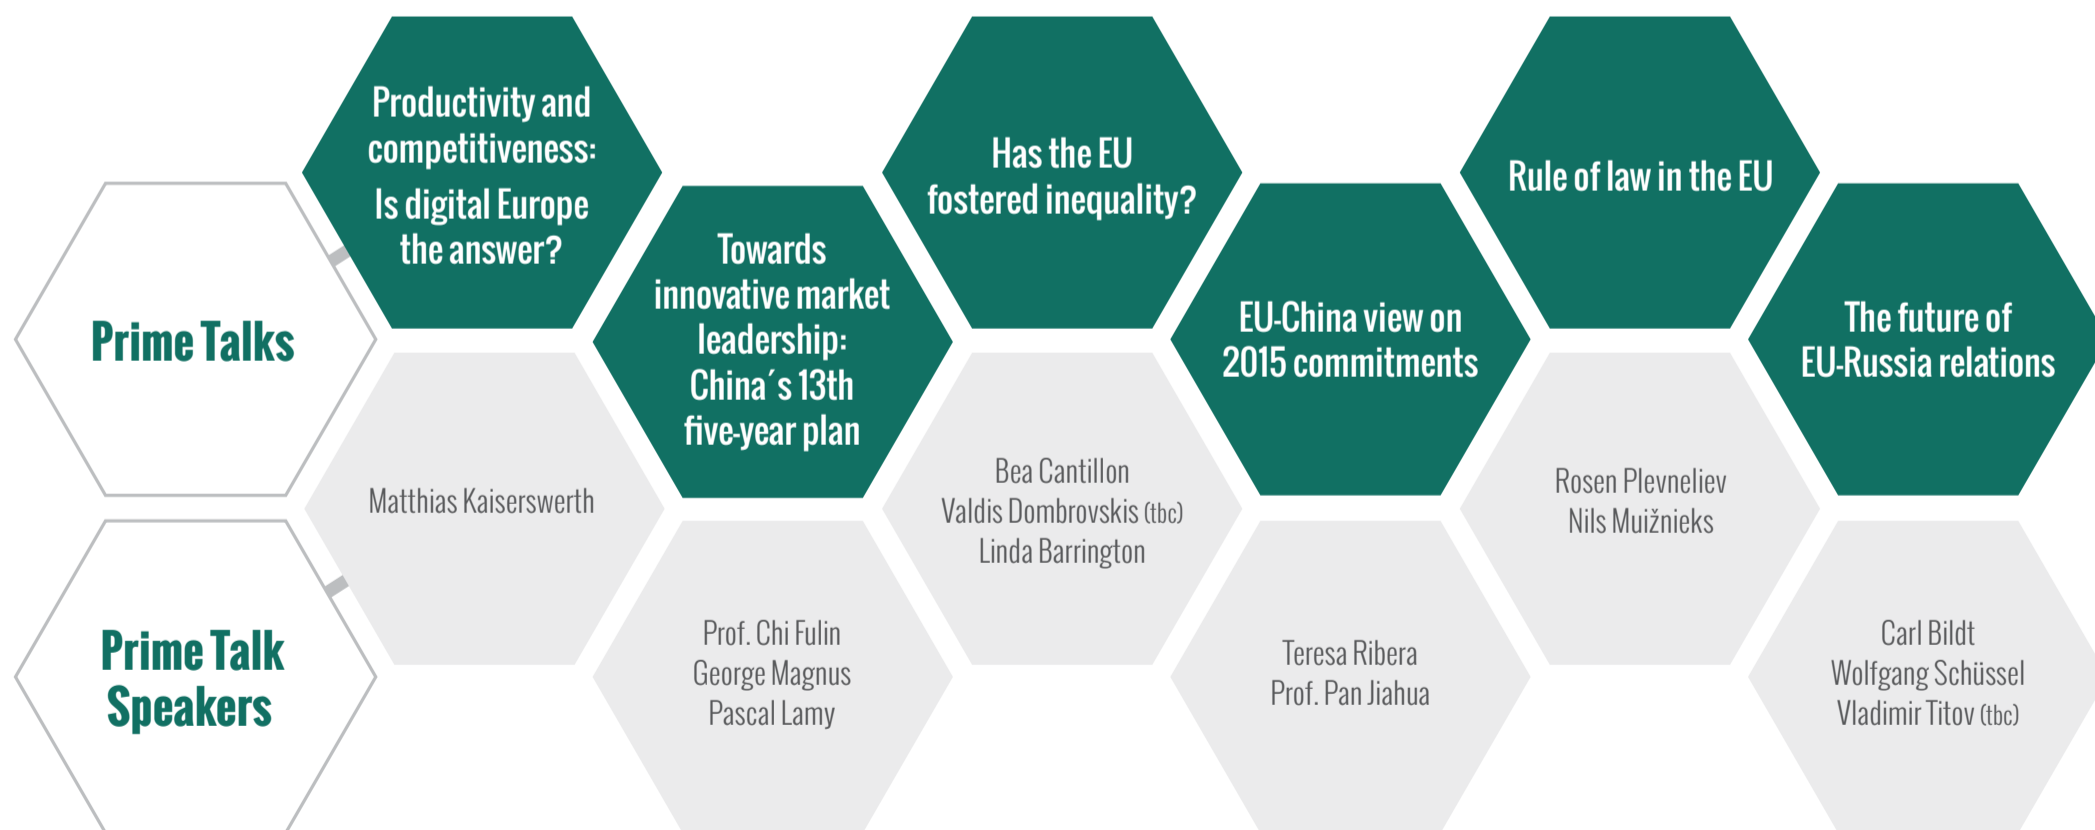 Prime Talks
Productivity and
competitiveness:
Is digital Europe
the answer?
Towards
innovative market
leadership:
China´s 13th
five-year plan
Has the EU
fostered inequality?
EU-China view on
2015 commitments
Rule of law in the EU
The future of
EU-Russia relations
Prime Talk
Speakers
Matthias Kaiserswerth
Prof. Chi Fulin
George Magnus
Pascal Lamy
Bea Cantillon
Valdis Dombrovskis (tbc)
Linda Barrington
Teresa Ribera
Prof. Pan Jiahua
Rosen Plevneliev
Nils Muižnieks
Carl Bildt
Wolfgang Schüssel
Vladimir Titov (tbc)